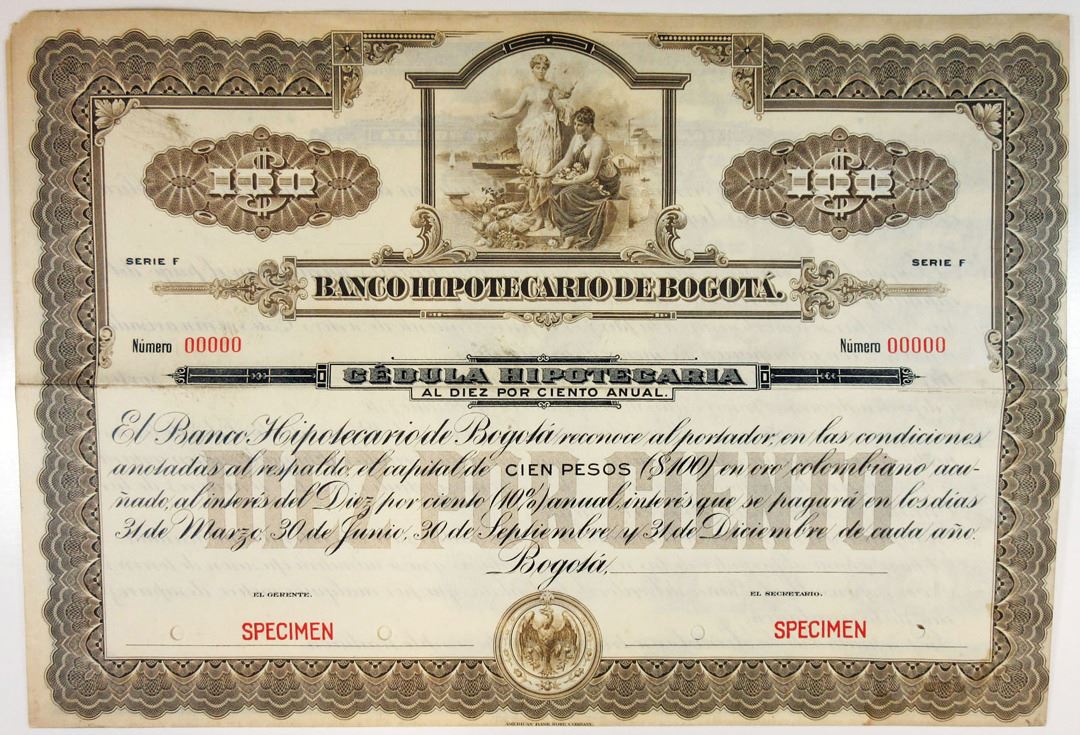 $100 $100
SERIE F SERIE F
BANCO HIPOTECARIO DE BOGOTÁ.
Número 00000 Número 00000
CÉDULA HIPOTECARIA
AL DIEZ POR CIENTO ANUAL.
El Banco Hipotecario de Bogotá reconoce al portador, en las condiciones
anotadas al respaldo, el capital de CIEN PESOS ($100) en oro colombiano acu-
ñado, al interés del Diez por ciento (10%) anual, interés que se pagará en los días
31 de Marzo, 30 de Junio, 30 de Septiembre y 31 de Diciembre de cada año.
DIEZ POR CIENTO
Bogotá,
EL GERENTE. EL SECRETARIO.
SPECIMEN SPECIMEN
AMERICAN BANK NOTE COMPANY.